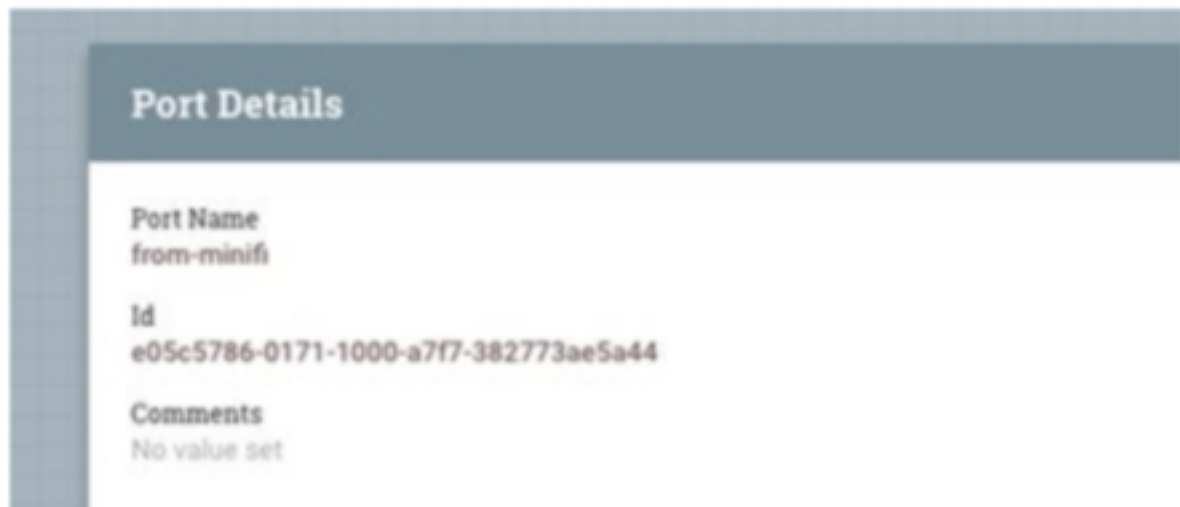 Port Details
Port Name
from-minifi
Id
e05c5786-0171-1000-a7f7-382773ae5a44
Comments
No value set